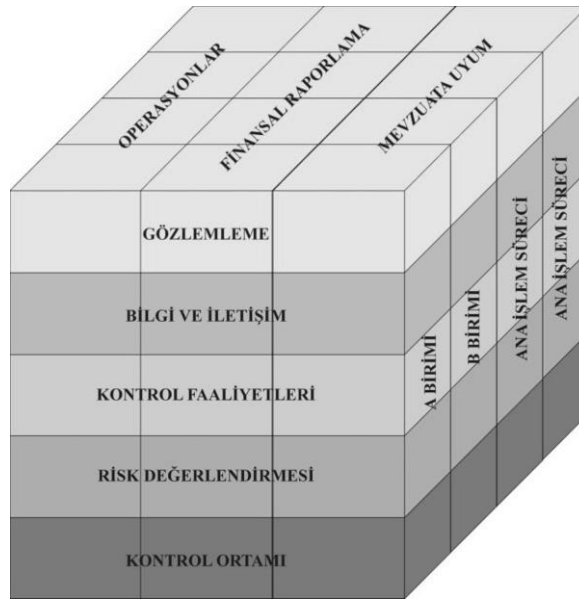 OPERASYONLAR
FİNANSAL RAPORLAMA
MEVZUATA UYUM
GÖZLEMLEME
BİLGİ VE İLETİŞİM
KONTROL FAALİYETLERİ
RİSK DEĞERLENDİRMESİ
KONTROL ORTAMI
A BİRİMİ
B BİRİMİ
ANA İŞLEM SÜRECİ
ANA İŞLEM SÜRECİ